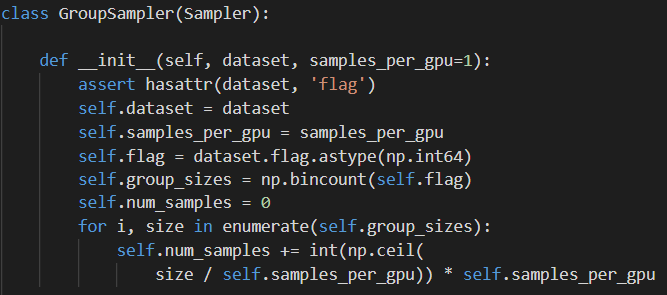 class GroupSampler(Sampler):
def __init__(self, dataset, samples_per_gpu=1):
assert hasattr(dataset, 'flag')
self.dataset = dataset
self.samples_per_gpu = samples_per_gpu
self.flag = dataset.flag.astype(np.int64)
self.group_sizes = np.bincount(self.flag)
self.num_samples = 0
for i, size in enumerate(self.group_sizes):
self.num_samples += int(np.ceil(
size / self.samples_per_gpu)) * self.samples_per_gpu